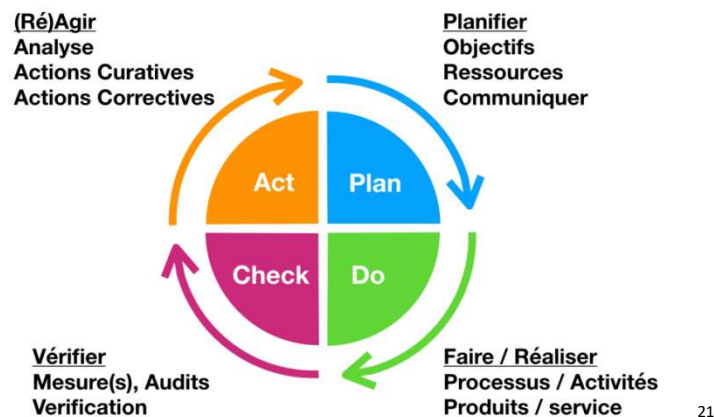 (Ré)Agir
Analyse
Actions Curatives
Actions Correctives
Planifier
Objectifs
Ressources
Communiquer
Act
Plan
Check
Do
Vérifier
Mesure(s), Audits
Verification
Faire / Réaliser
Processus / Activités
Produits / service
21